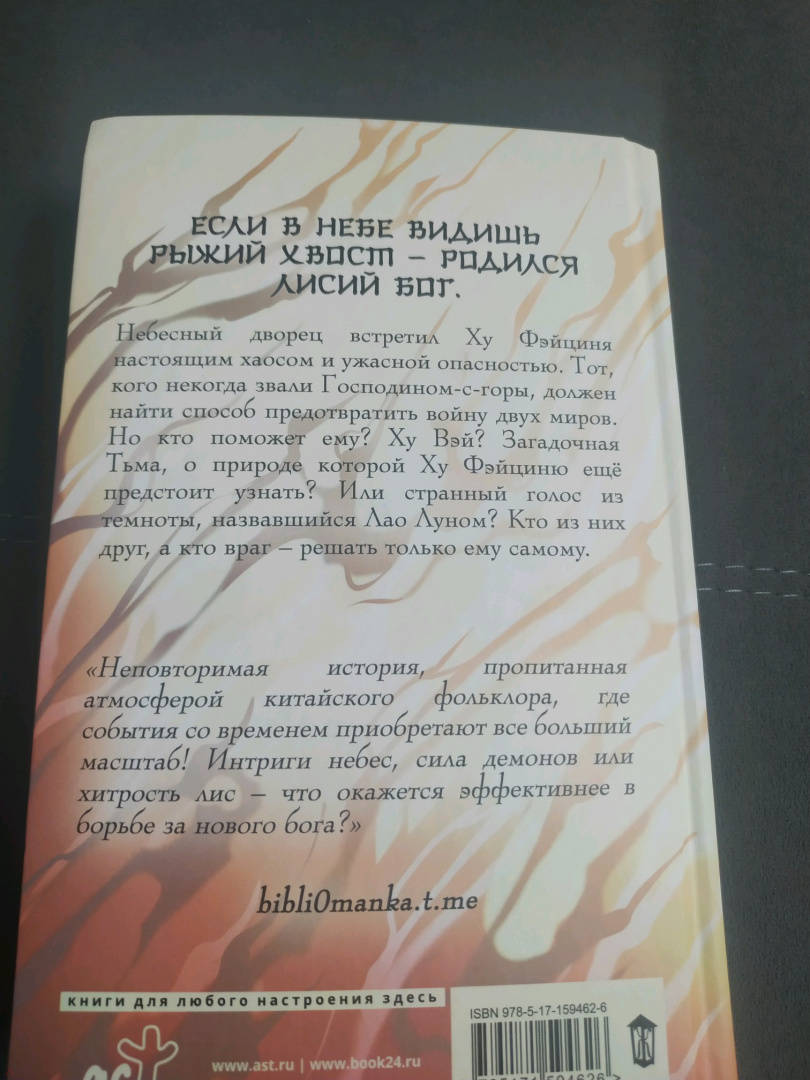 ЕСЛИ В НЕБЕ ВИДИШЬ
РЫЖИЙ ХВОСТ – РОДИЛСЯ
ЛИСИЙ БОГ.
Небесный дворец встретил Ху Фэйциня
настоящим хаосом и ужасной опасностью. Тот,
кого некогда звали Господином-с-горы, должен
найти способ предотвратить войну двух миров.
Но кто поможет ему? Ху Вэй? Загадочная
Тьма, о природе которой Ху Фэйциню ещё
предстоит узнать? Или странный голос из
темноты, назвавшийся Лао Луном? Кто из них
друг, а кто враг – решать только ему самому.
«Неповторимая история, пропитанная
атмосферой китайского фольклора, где
события со временем приобретают все больший
масштаб! Интриги небес, сила демонов или
хитрость лис – что окажется эффективнее в
борьбе за нового бога?»
bibli0manka.t.me
книги для любого настроения здесь
ISBN 978-5-17-159462-6
www.ast.ru | www.book24.ru